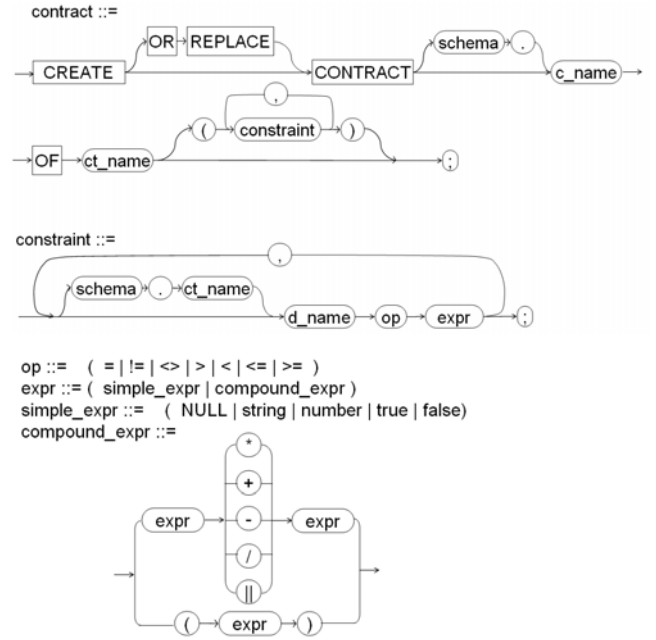 contract ::=
OR REPLACE schema .
CREATE CONTRACT c_name
,
( constraint )
OF ct_name ;
constraint ::=
,
schema . ct_name
d_name op expr ;
op ::= ( = | != | <> | > | < | <= | >= )
expr ::= ( simple_expr | compound_expr )
simple_expr ::= ( NULL | string | number | true | false)
compound_expr ::=
*
+
expr - expr
/
||
( expr )